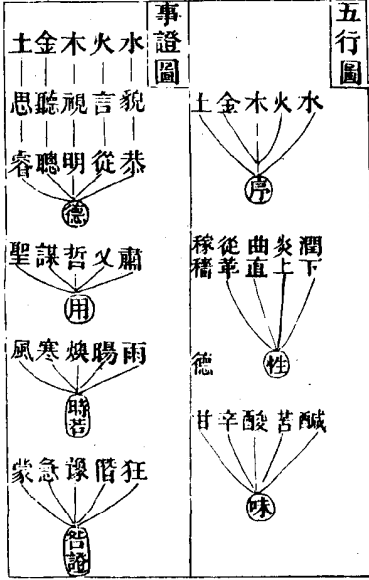 五行圖
水火木金土
序
潤下 炎上 曲直 從革 稼穡
性
德
鹹苦酸辛甘
味
事證圖
水火木金土
貌言視聽思
恭從明聰睿
德
肅乂哲謀聖
用
雨暘燠寒風
時若
狂僭豫急蒙
咎證